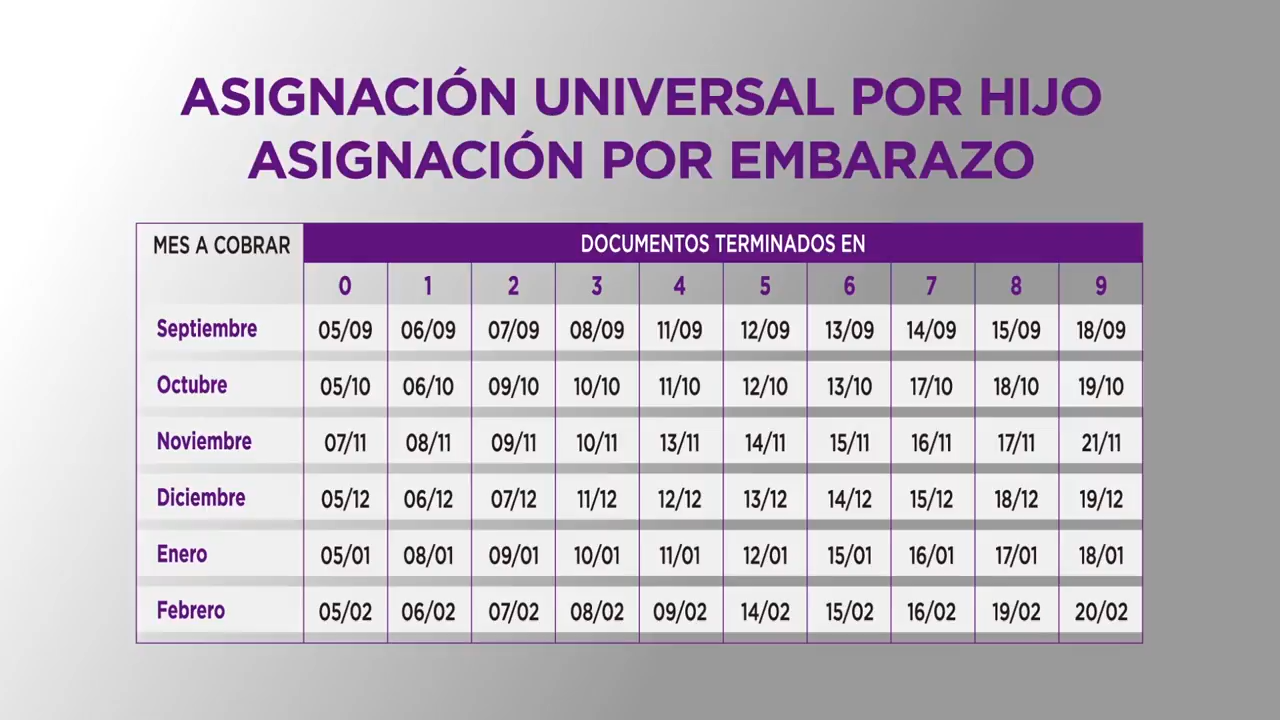 ASIGNACIÓN UNIVERSAL POR HIJO
ASIGNACIÓN POR EMBARAZO
MES A COBRAR DOCUMENTOS TERMINADOS EN
0 1 2 3 4 5 6 7 8 9
Septiembre 05/09 06/09 07/09 08/09 11/09 12/09 13/09 14/09 15/09 18/09
Octubre 05/10 06/10 09/10 10/10 11/10 12/10 13/10 17/10 18/10 19/10
Noviembre 07/11 08/11 09/11 10/11 13/11 14/11 15/11 16/11 17/11 21/11
Diciembre 05/12 06/12 07/12 11/12 12/12 13/12 14/12 15/12 18/12 19/12
Enero 05/01 08/01 09/01 10/01 11/01 12/01 15/01 16/01 17/01 18/01
Febrero 05/02 06/02 07/02 08/02 09/02 14/02 15/02 16/02 19/02 20/02